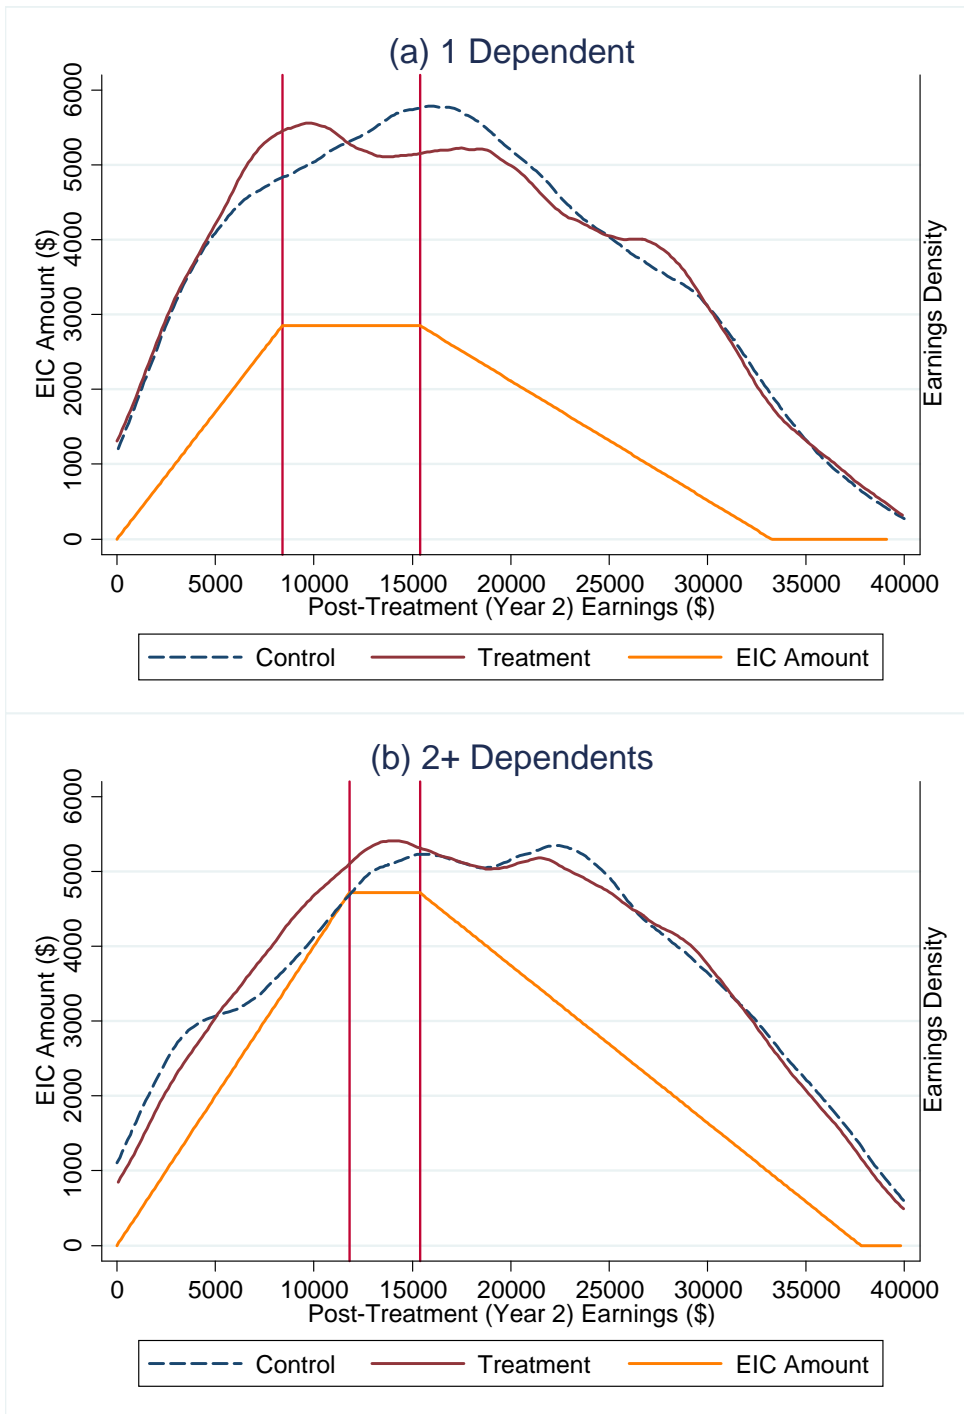 (a) 1 Dependent
EIC Amount ($)
6000
5000
4000
3000
2000
1000
0
Earnings Density
0 5000 10000 15000 20000 25000 30000 35000 40000
Post-Treatment (Year 2) Earnings ($)
Control Treatment EIC Amount
(b) 2+ Dependents
EIC Amount ($)
6000
5000
4000
3000
2000
1000
0
Earnings Density
0 5000 10000 15000 20000 25000 30000 35000 40000
Post-Treatment (Year 2) Earnings ($)
Control Treatment EIC Amount